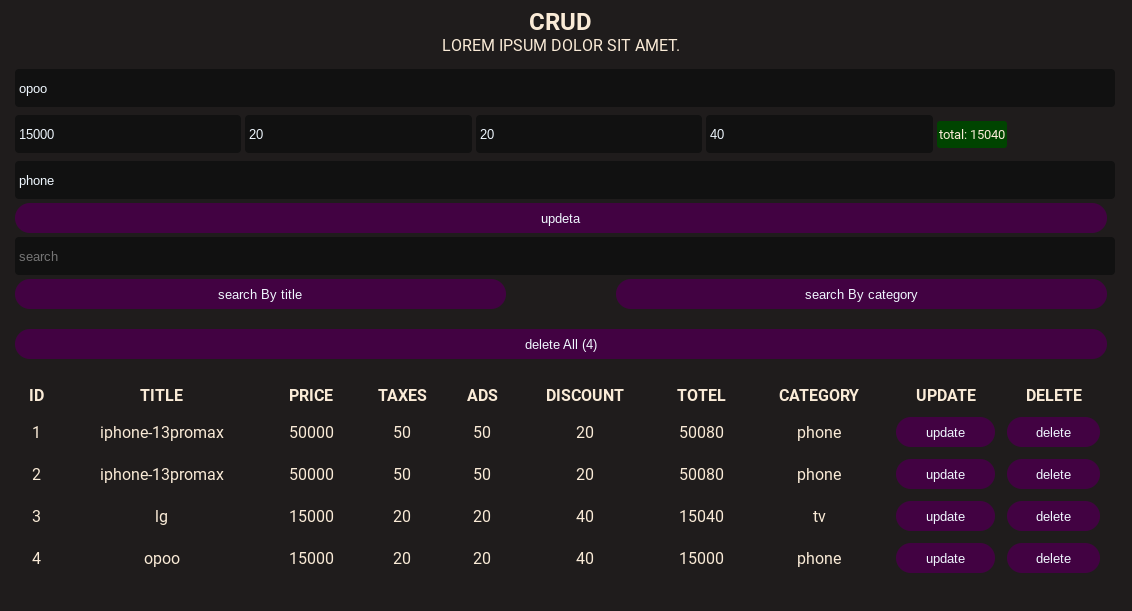 CRUD
LOREM IPSUM DOLOR SIT AMET.
opoo
15000 20 20 40 total: 15040
phone
updeta
search
search By title search By category
delete All (4)
ID TITLE PRICE TAXES ADS DISCOUNT TOTEL CATEGORY UPDATE DELETE
1 iphone-13promax 50000 50 50 20 50080 phone update delete
2 iphone-13promax 50000 50 50 20 50080 phone update delete
3 lg 15000 20 20 40 15040 tv update delete
4 opoo 15000 20 20 40 15000 phone update delete